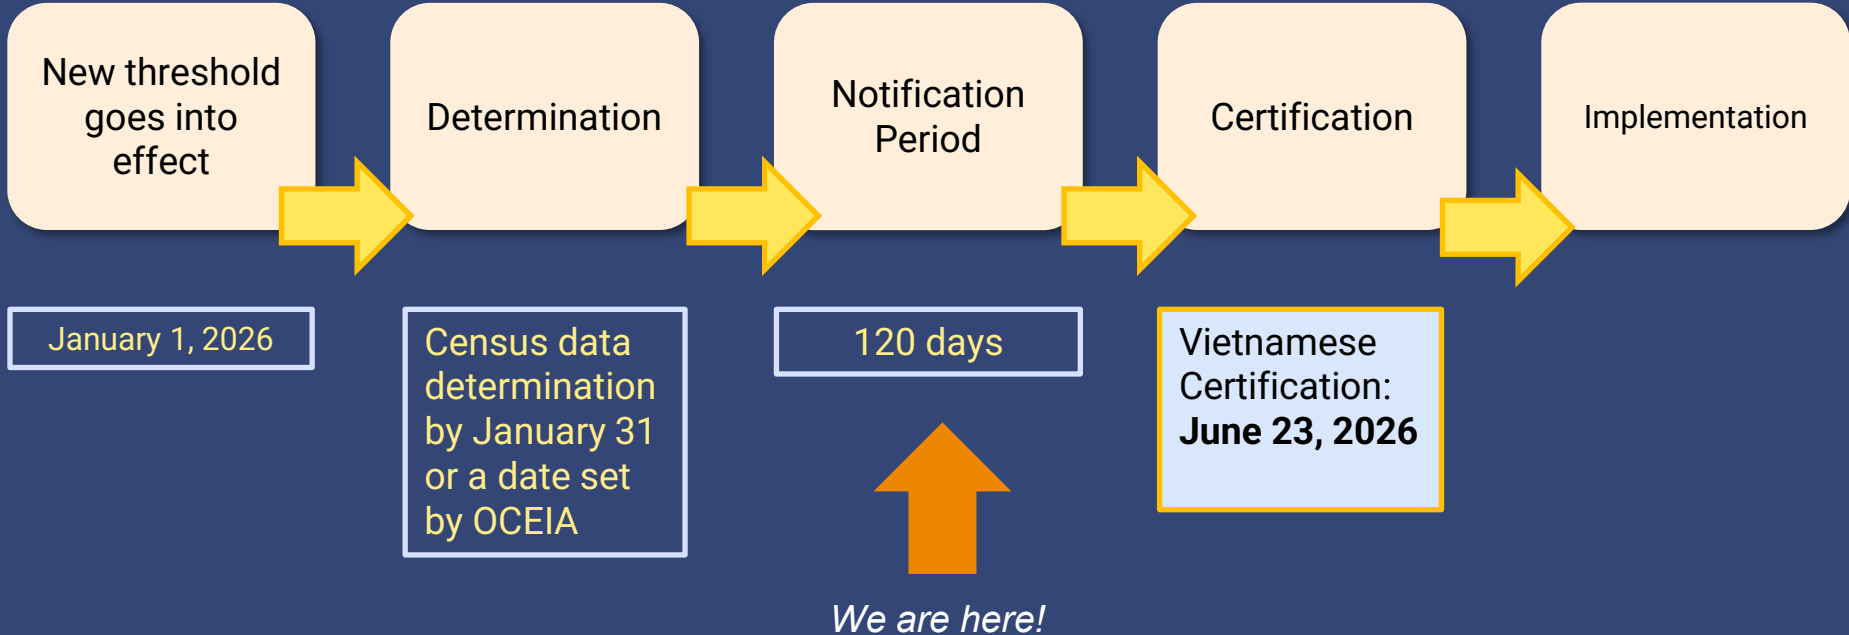 New threshold
goes into
effect
Determination
Notification
Period
Certification
Implementation
January 1, 2026
Census data
determination
by January 31
or a date set
by OCEIA
120 days
Vietnamese
Certification:
June 23, 2026
We are here!